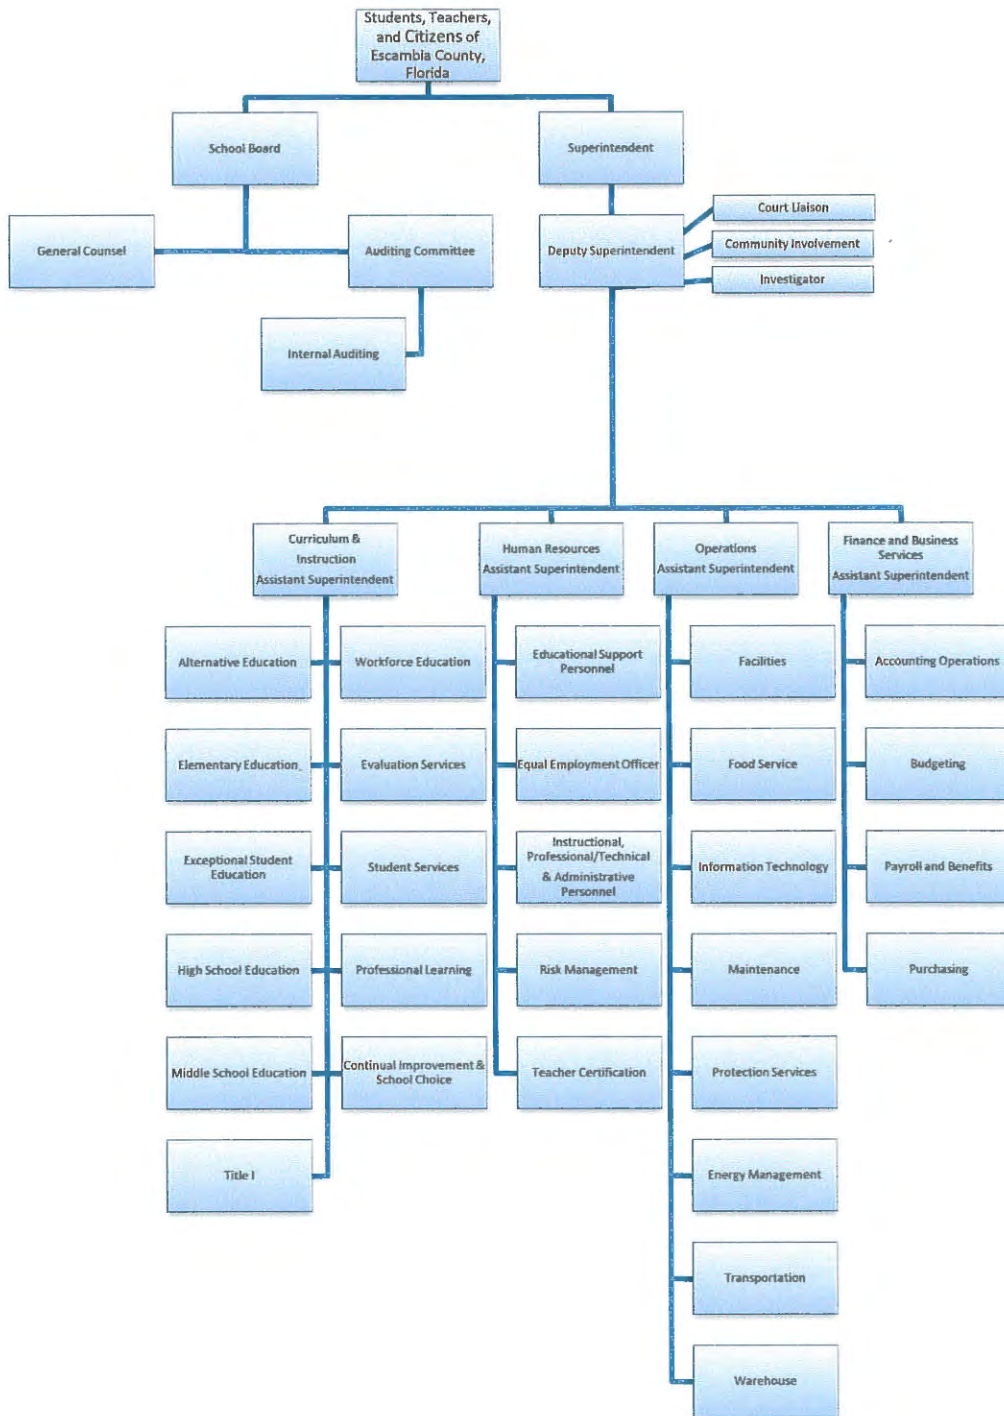 Students, Teachers,
and Citizens of
Escambia County,
Florida
School Board
Superintendent
General Counsel
Auditing Committee
Deputy Superintendent
Court Liaison
Community Involvement
Investigator
Internal Auditing
Curriculum &
Instruction
Assistant Superintendent
Human Resources
Assistant Superintendent
Operations
Assistant Superintendent
Finance and Business
Services
Assistant Superintendent
Alternative Education
Workforce Education
Educational Support
Personnel
Facilities
Accounting Operations
Elementary Education
Evaluation Services
Equal Employment Officer
Food Service
Budgeting
Exceptional Student
Education
Student Services
Instructional,
Professional/Technical
& Administrative
Personnel
Information Technology
Payroll and Benefits
High School Education
Professional Learning
Risk Management
Maintenance
Purchasing
Middle School Education
Continual Improvement &
School Choice
Teacher Certification
Protection Services
Title I
Energy Management
Transportation
Warehouse